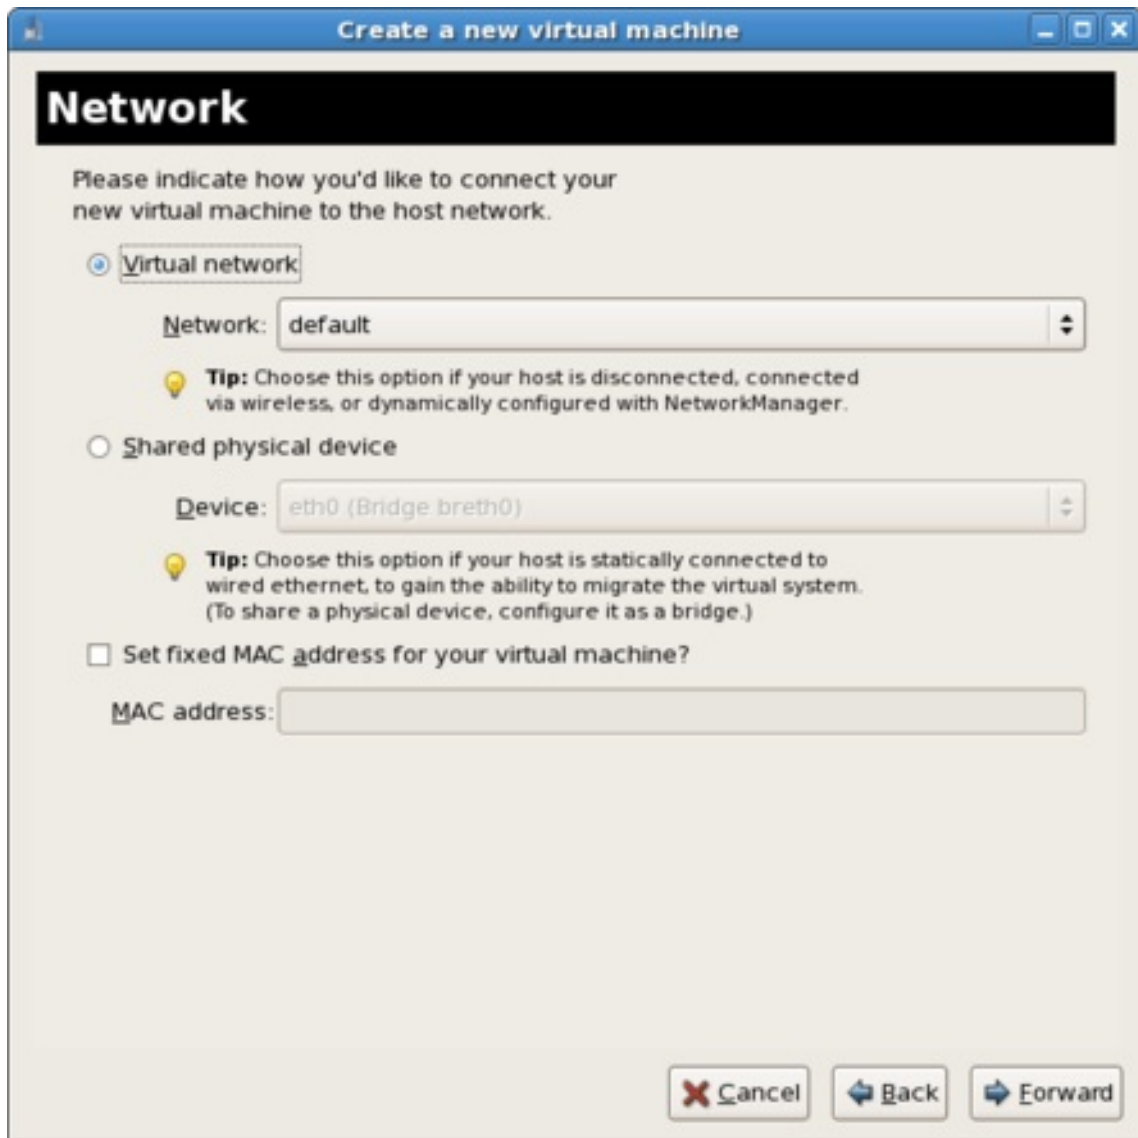 Create a new virtual machine
Network
Please indicate how you'd like to connect your
new virtual machine to the host network.
Virtual network
Network: default
Tip: Choose this option if your host is disconnected, connected
via wireless, or dynamically configured with NetworkManager.
Shared physical device
Device: eth0 (Bridge breth0)
Tip: Choose this option if your host is statically connected to
wired ethernet, to gain the ability to migrate the virtual system.
(To share a physical device, configure it as a bridge.)
Set fixed MAC address for your virtual machine?
MAC address:
Cancel Back Forward